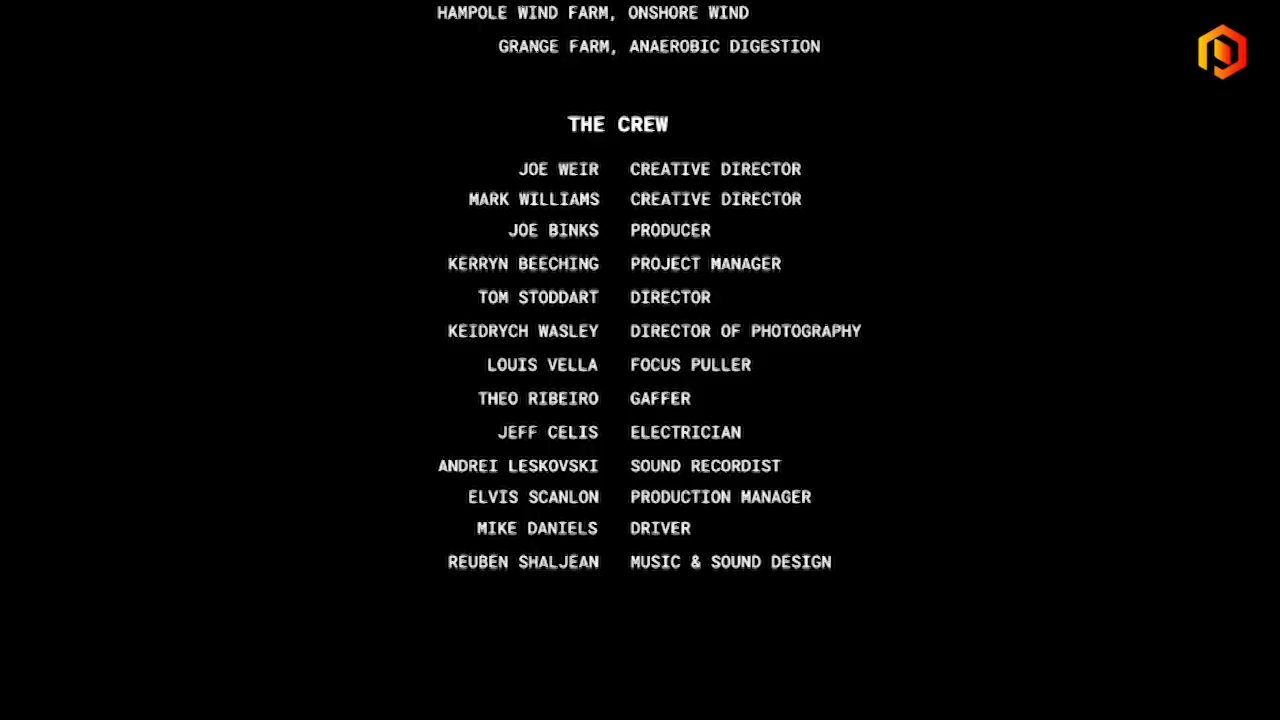 HAMPOLE WIND FARM, ONSHORE WIND
GRANGE FARM, ANAEROBIC DIGESTION
THE CREW
JOE WEIR CREATIVE DIRECTOR
MARK WILLIAMS CREATIVE DIRECTOR
JOE BINKS PRODUCER
KERRYN BEECHING PROJECT MANAGER
TOM STODDART DIRECTOR
KEIDRYCH WASLEY DIRECTOR OF PHOTOGRAPHY
LOUIS VELLA FOCUS PULLER
THEO RIBEIRO GAFFER
JEFF CELIS ELECTRICIAN
ANDREI LESKOVSKI SOUND RECORDIST
ELVIS SCANLON PRODUCTION MANAGER
MIKE DANIELS DRIVER
REUBEN SHALJEAN MUSIC & SOUND DESIGN